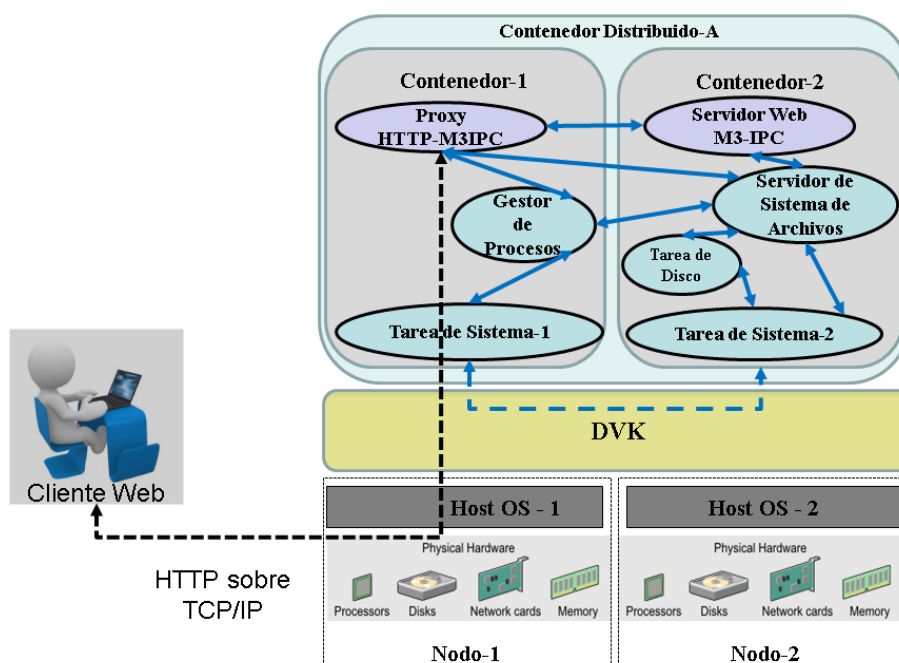 Contenedor Distribuido-A
Contenedor-1
Proxy
HTTP-M3IPC
Gestor
de
Procesos
Tarea de Sistema-1
Contenedor-2
Servidor Web
M3-IPC
Servidor de
Sistema de
Archivos
Tarea de
Disco
Tarea de Sistema-2
DVK
Cliente Web
HTTP sobre
TCP/IP
Host OS - 1
Physical Hardware
Processors
Disks
Network cards
Memory
Nodo-1
Host OS - 2
Physical Hardware
Processors
Disks
Network cards
Memory
Nodo-2